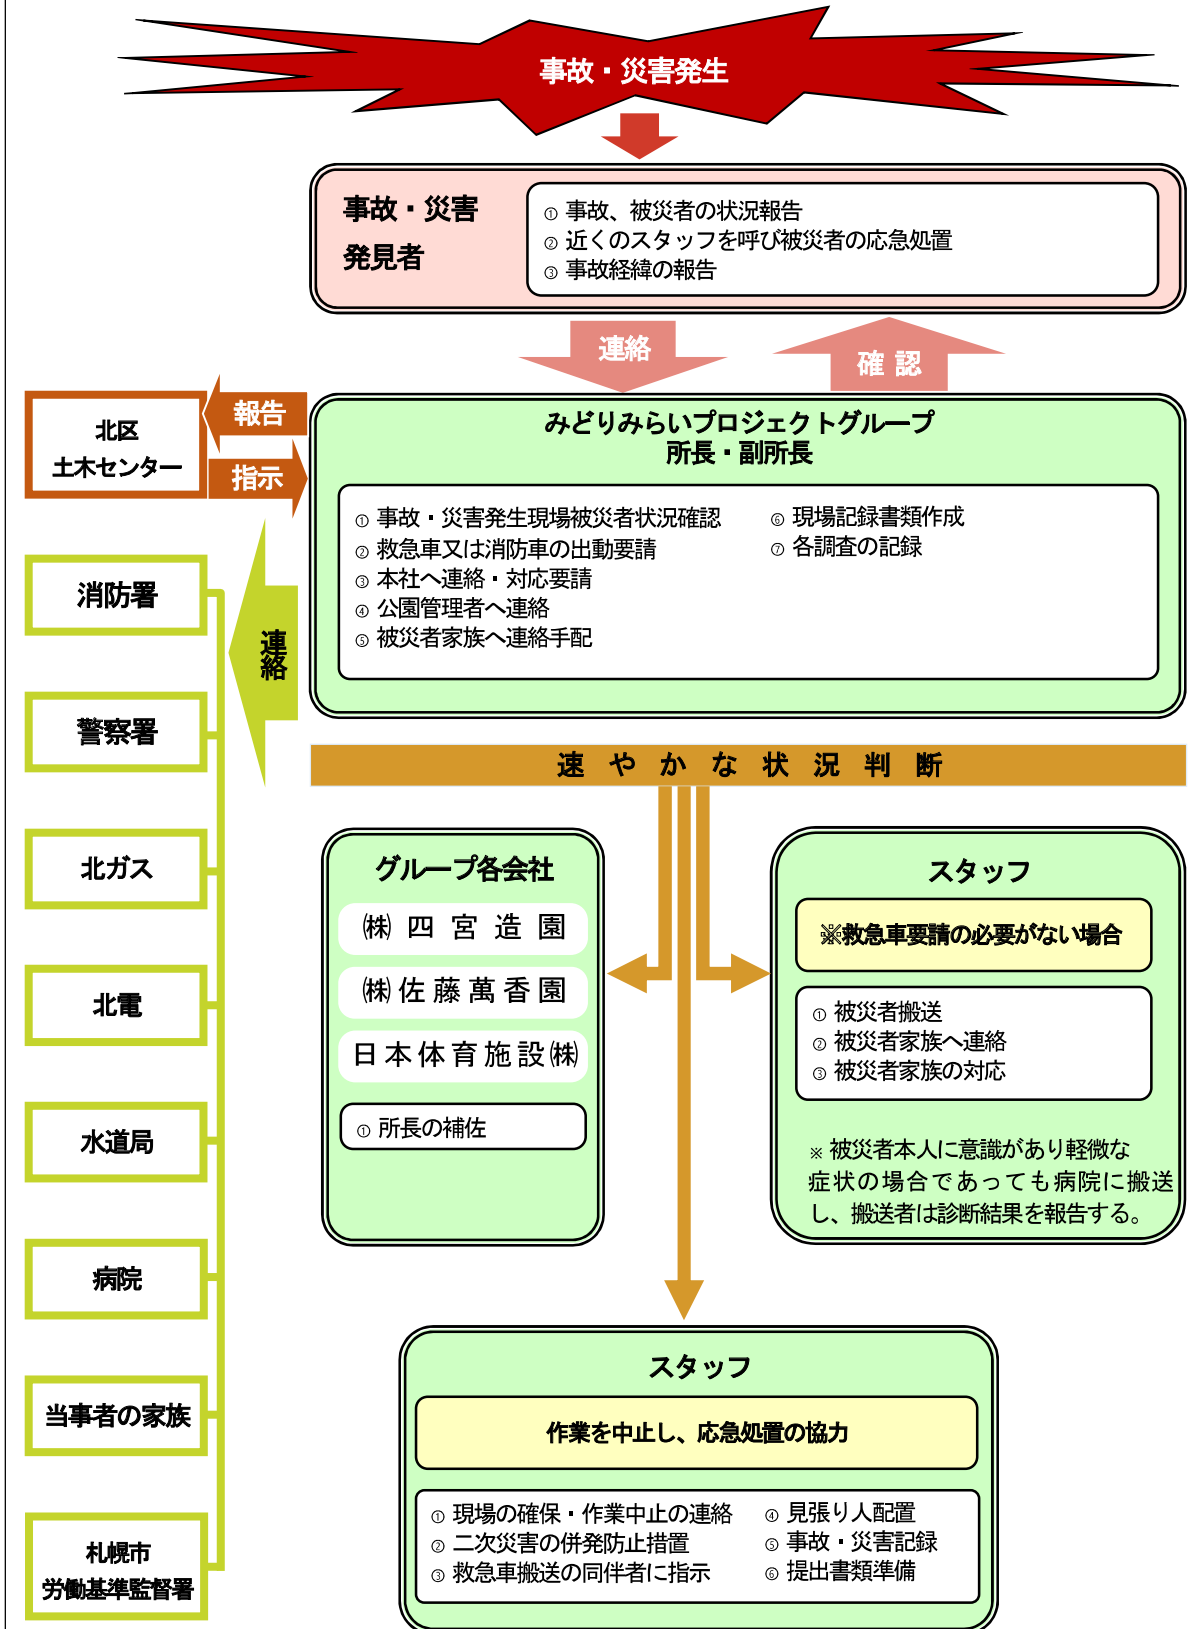 事故・災害発生
事故・災害
発見者
① 事故、被災者の状況報告
② 近くのスタッフを呼び被災者の応急処置
③ 事故経緯の報告
連絡
確 認
北区
土木センター
報告
指示
みどりみらいプロジェクトグループ
所長・副所長
① 事故・災害発生現場被災者状況確認
② 救急車又は消防車の出動要請
③ 本社へ連絡・対応要請
④ 公園管理者へ連絡
⑤ 被災者家族へ連絡手配
⑥ 現場記録書類作成
⑦ 各調査の記録
連絡
消防署
警察署
北ガス
北電
水道局
病院
当事者の家族
札幌市
労働基準監督署
速 や か な 状 況 判 断
グループ各会社
㈱ 四 宮 造 園
㈱ 佐 藤 萬 香 園
日 本 体 育 施 設 ㈱
① 所長の補佐
スタッフ
※救急車要請の必要がない場合
① 被災者搬送
② 被災者家族へ連絡
③ 被災者家族の対応
※ 被災者本人に意識があり軽微な
症状の場合であっても病院に搬送
し、搬送者は診断結果を報告する。
スタッフ
作業を中止し、応急処置の協力
① 現場の確保・作業中止の連絡
② 二次災害の併発防止措置
③ 救急車搬送の同伴者に指示
④ 見張り人配置
⑤ 事故・災害記録
⑥ 提出書類準備